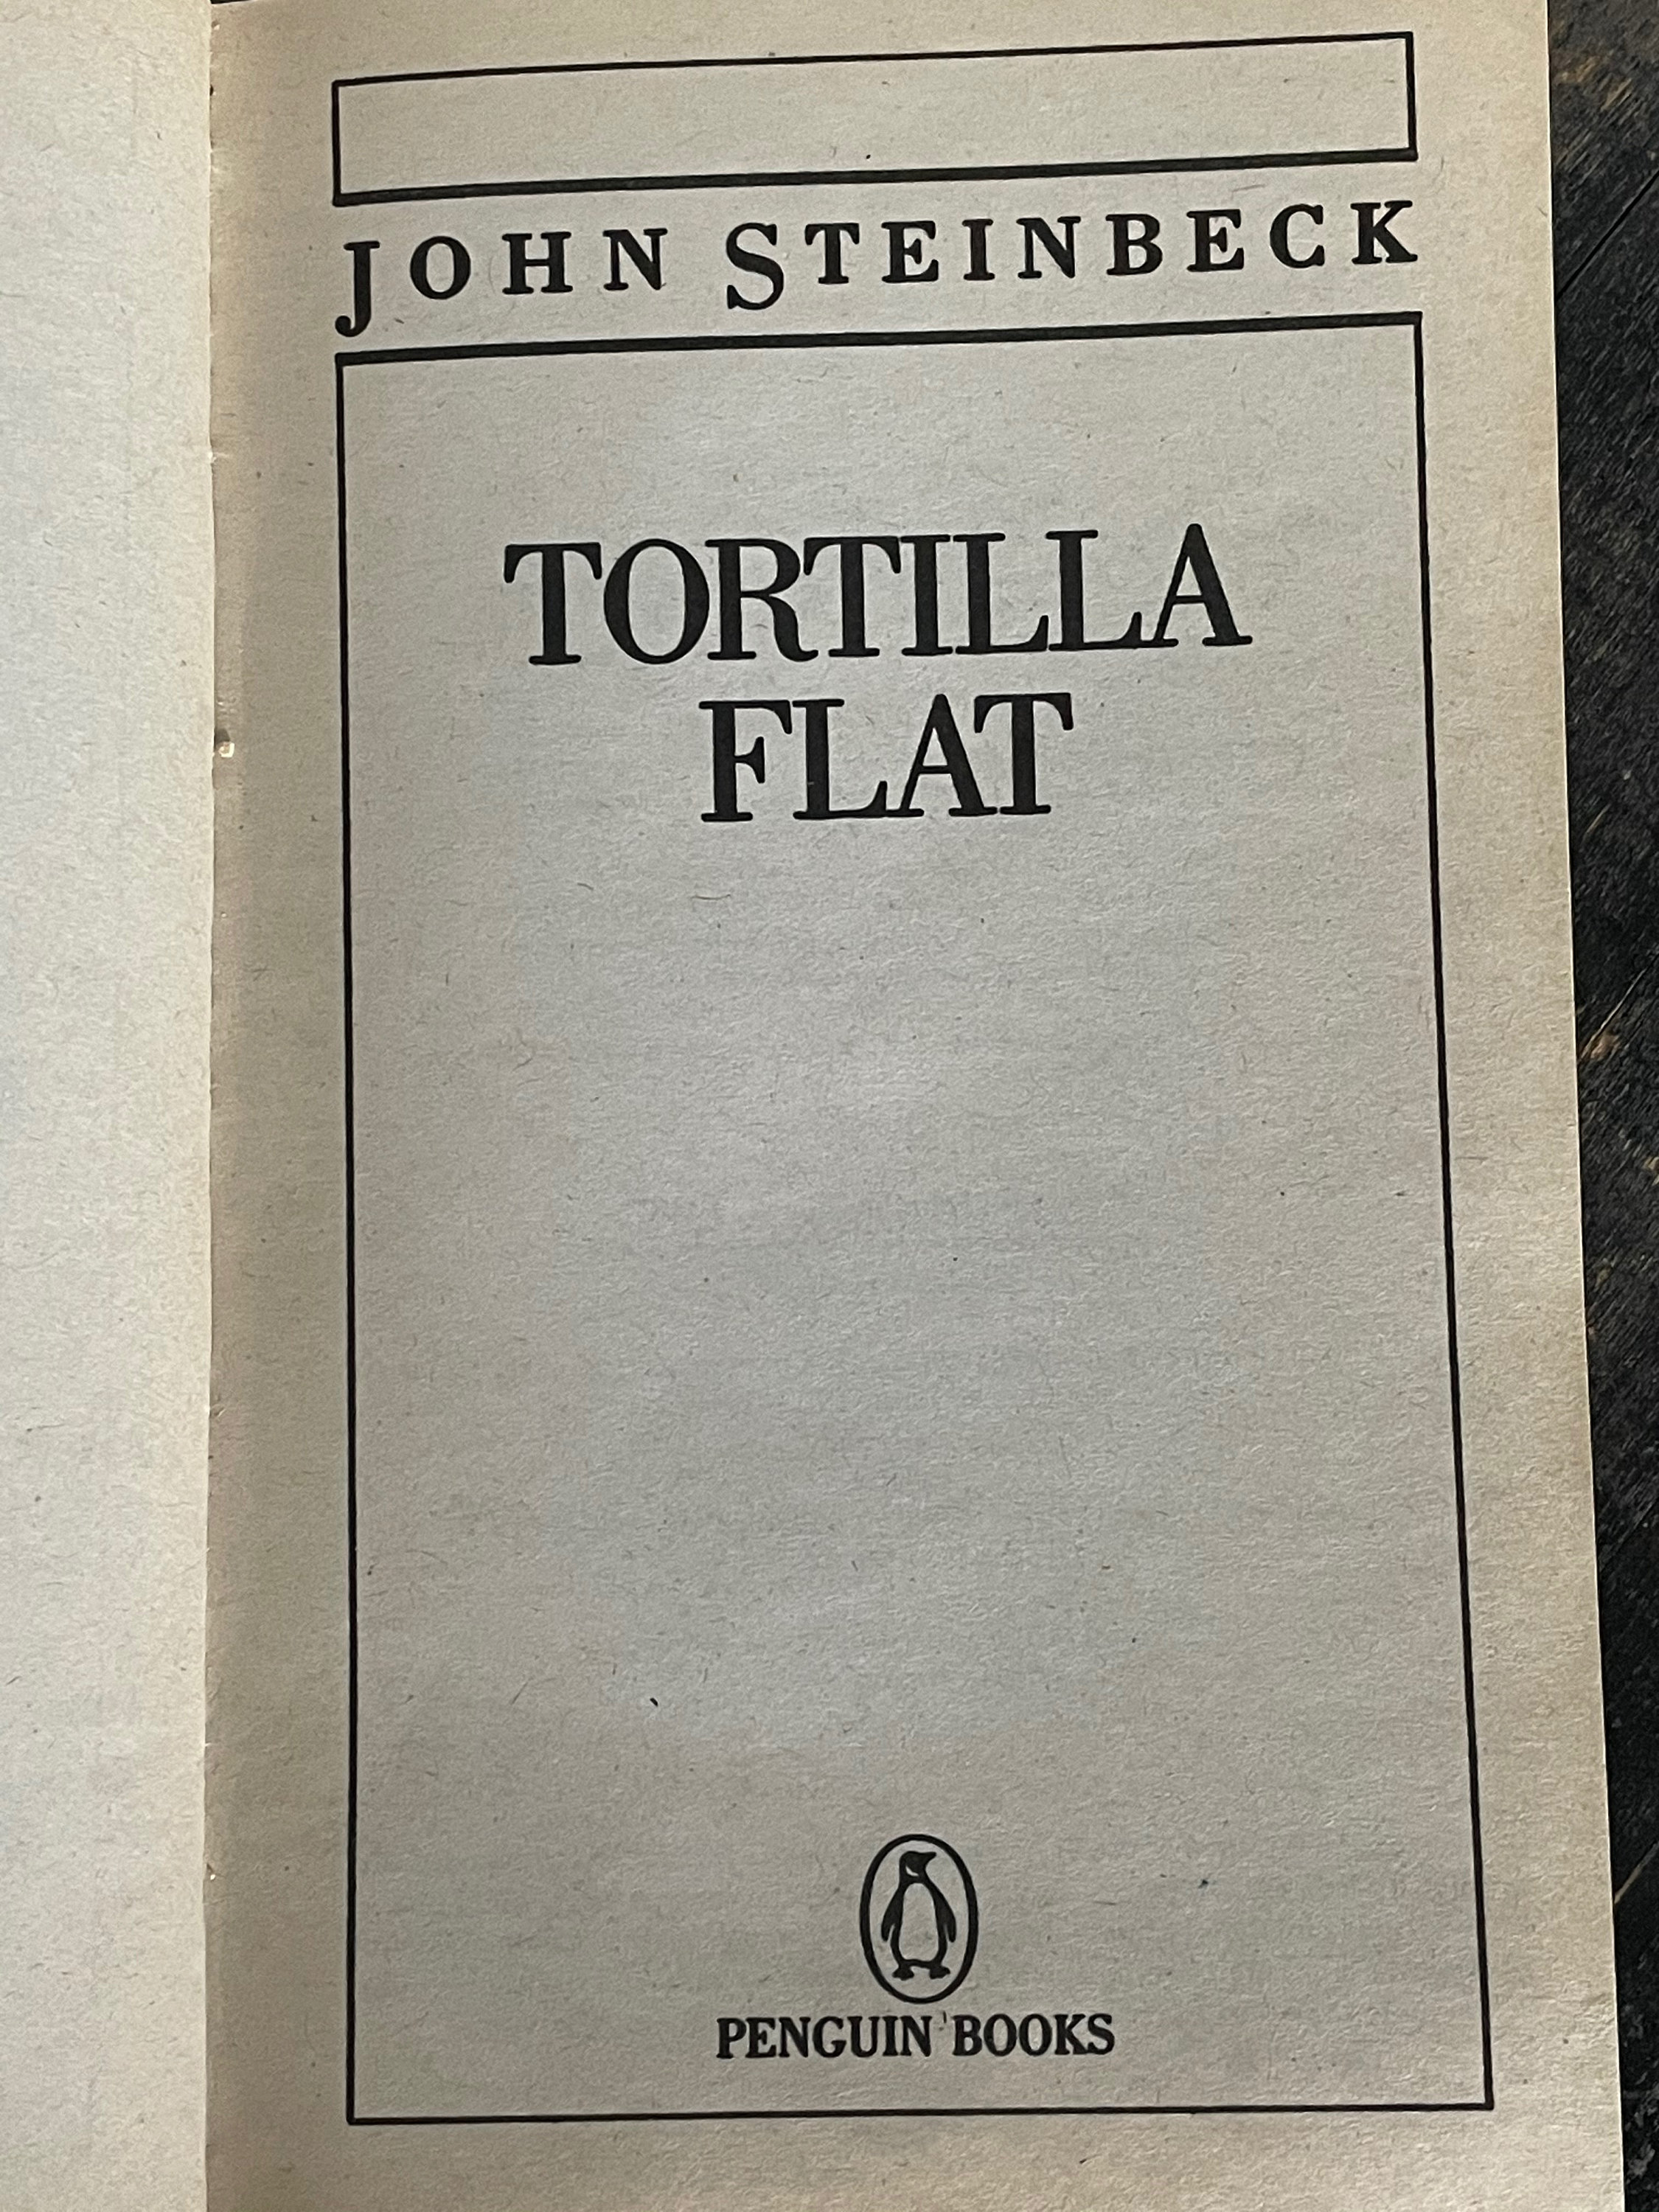 JOHN STEINBECK
TORTILLA
FLAT
PENGUIN BOOKS